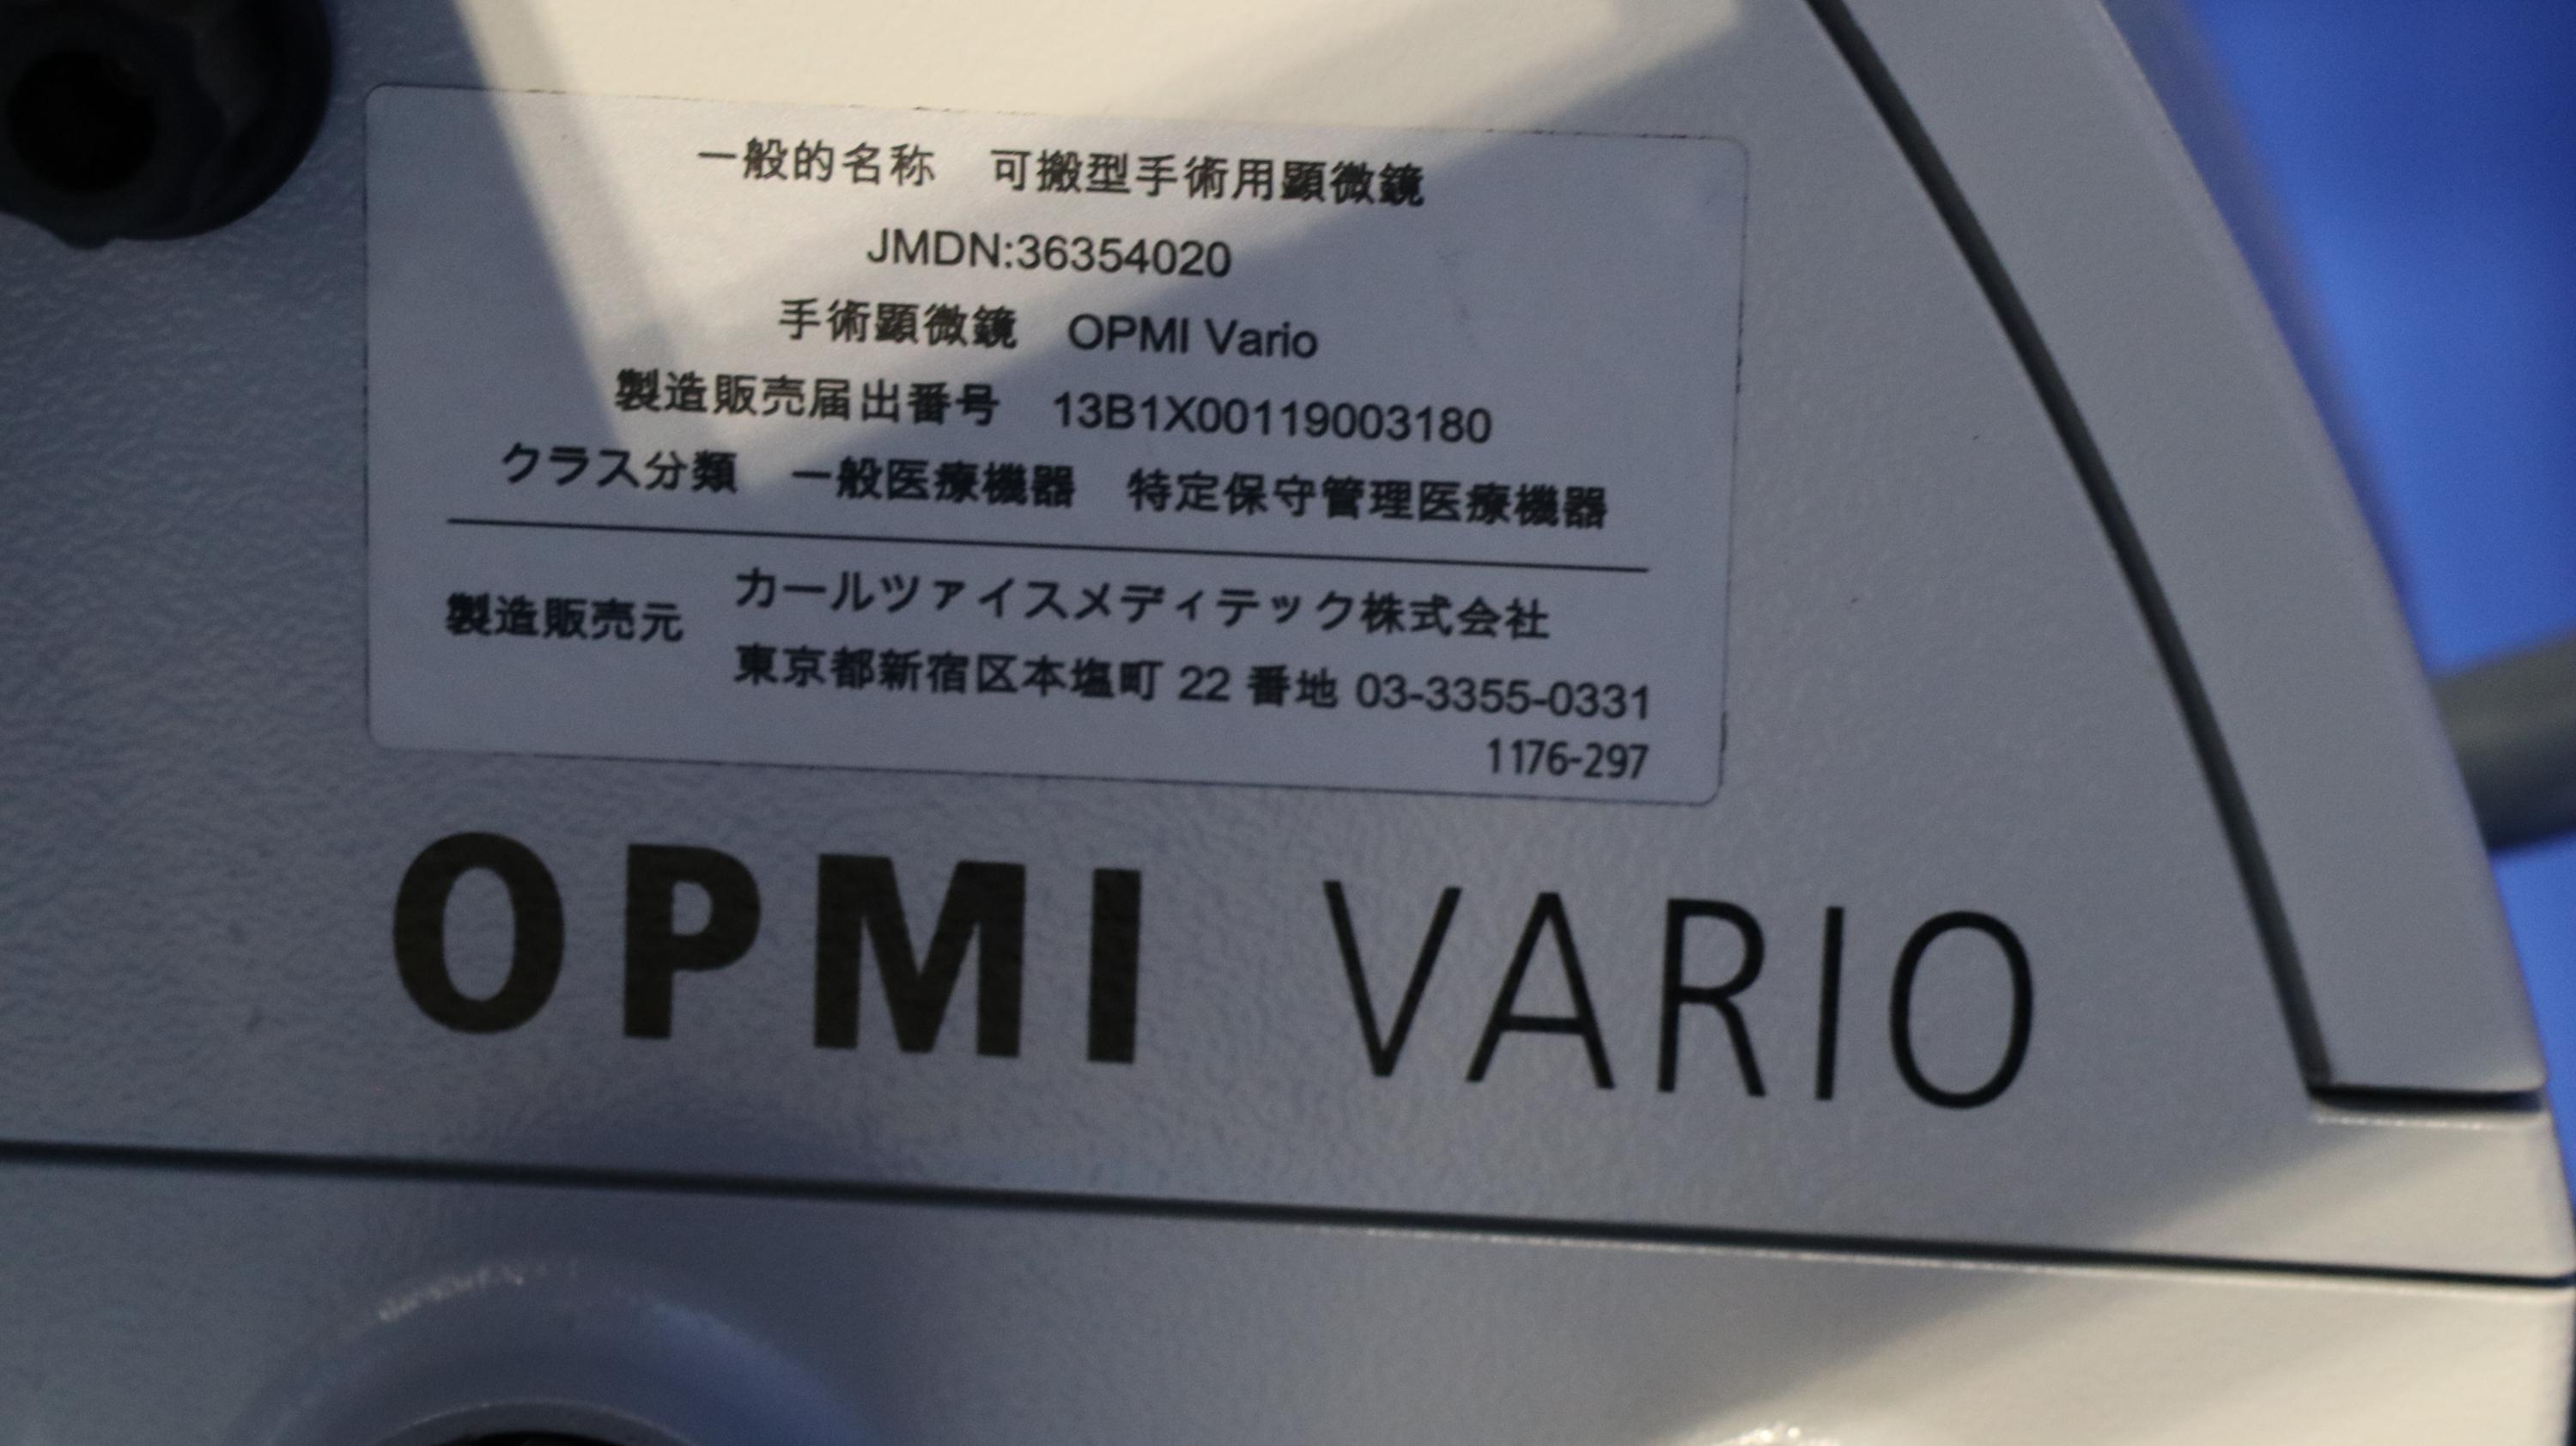 一般的名称　可搬型手術用顕微鏡
JMDN:36354020
手術顕微鏡　OPMI Vario
製造販売届出番号　13B1X00119003180
クラス分類　一般医療機器　特定保守管理医療機器
製造販売元　カールツァイスメディテック株式会社
東京都新宿区本塩町 22 番地 03-3355-0331
1176-297
OPMI VARIO